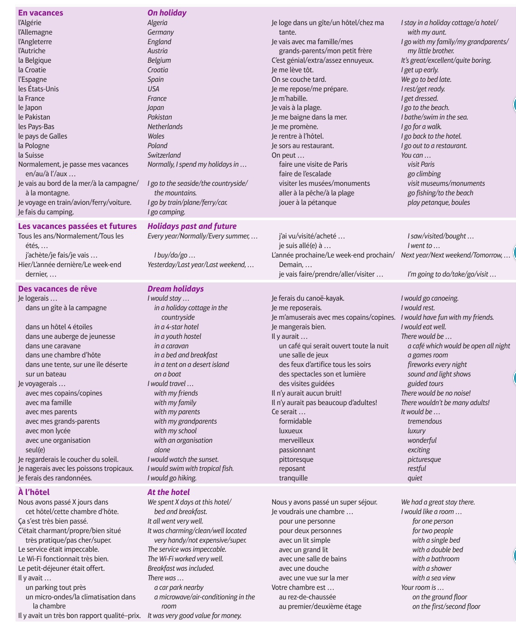 En vacances
l'Algérie
l'Allemagne
l'Angleterre
l'Autriche
la Belgique
la Croatie
l'Espagne
les États-Unis
la France
le Japon
le Pakistan
les Pays-Bas
le pays de Galles
la Pologne
la Suisse
Normalement, je passe mes vacances
en/au/à l'/aux …
Je vais au bord de la mer/à la campagne/
à la montagne.
Je voyage en train/avion/ferry/voiture.
Je fais du camping.
On holiday
Algeria
Germany
England
Austria
Belgium
Croatia
Spain
USA
France
Japan
Pakistan
Netherlands
Wales
Poland
Switzerland
Normally, I spend my holidays in …
I go to the seaside/the countryside/
the mountains.
I go by train/plane/ferry/car.
I go camping.
Je loge dans un gîte/un hôtel/chez ma
tante.
Je vais avec ma famille/mes
grands-parents/mon petit frère
C'est génial/extra/assez ennuyeux.
Je me lève tôt.
On se couche tard.
Je me repose/me prépare.
Je m'habille.
Je vais à la plage.
Je me baigne dans la mer.
Je me promène.
Je rentre à l'hôtel.
Je sors au restaurant.
On peut …
faire une visite de Paris
faire de l'escalade
visiter les musées/monuments
aller à la pêche/à la plage
jouer à la pétanque
I stay in a holiday cottage/a hotel/
with my aunt.
I go with my family/my grandparents/
my little brother.
It's great/excellent/quite boring.
I get up early.
We go to bed late.
I rest/get ready.
I get dressed.
I go to the beach.
I bathe/swim in the sea.
I go for a walk.
I go back to the hotel.
I go out to a restaurant.
You can …
visit Paris
go climbing
visit museums/monuments
go fishing/to the beach
play petanque, boules
Les vacances passées et futures
Tous les ans/Normalement/Tous les
étés, …
j'achète/je fais/je vais …
Hier/L'année dernière/Le week-end
dernier, …
Holidays past and future
Every year/Normally/Every summer, …
I buy/do/go …
Yesterday/Last year/Last weekend, …
j'ai vu/visité/acheté …
je suis allé(e) à …
L'année prochaine/Le week-end prochain/
Demain, …
je vais faire/prendre/aller/visiter …
I saw/visited/bought …
I went to …
Next year/Next weekend/Tomorrow, …
I'm going to do/take/go/visit …
Des vacances de rêve
Je logerais …
dans un gîte à la campagne
dans un hôtel 4 étoiles
dans une auberge de jeunesse
dans une caravane
dans une chambre d'hôte
dans une tente, sur une île déserte
sur un bateau
Je voyagerais …
avec mes copains/copines
avec ma famille
avec mes parents
avec mes grands-parents
avec mon lycée
avec une organisation
seul(e)
Je regarderais le coucher du soleil.
Je nagerais avec les poissons tropicaux.
Je ferais des randonnées.
Dream holidays
I would stay …
in a holiday cottage in the
countryside
in a 4-star hotel
in a youth hostel
in a caravan
in a bed and breakfast
in a tent on a desert island
on a boat
I would travel …
with my friends
with my family
with my parents
with my grandparents
with my school
with an organisation
alone
I would watch the sunset.
I would swim with tropical fish.
I would go hiking.
Je ferais du canoë-kayak.
Je me reposerais.
Je m'amuserais avec mes copains/copines.
Je mangerais bien.
Il y aurait …
un café qui serait ouvert toute la nuit
une salle de jeux
des feux d'artifice tous les soirs
des spectacles son et lumière
des visites guidées
Il n'y aurait aucun bruit!
Il n'y aurait pas beaucoup d'adultes!
Ce serait …
formidable
luxueux
merveilleux
passionnant
pittoresque
reposant
tranquille
I would go canoeing.
I would rest.
I would have fun with my friends.
I would eat well.
There would be …
a café which would be open all night
a games room
fireworks every night
sound and light shows
guided tours
There would be no noise!
There wouldn't be many adults!
It would be …
tremendous
luxury
wonderful
exciting
picturesque
restful
quiet
À l'hôtel
Nous avons passé X jours dans
cet hôtel/cette chambre d'hôte.
Ça s'est très bien passé.
C'était charmant/propre/bien situé
très pratique/pas cher/super.
Le service était impeccable.
Le Wi-Fi fonctionnait très bien.
Le petit-déjeuner était offert.
Il y avait …
un parking tout près
un micro-ondes/la climatisation dans
la chambre
Il y avait un très bon rapport qualité–prix.
At the hotel
We spent X days at this hotel/
bed and breakfast.
It all went very well.
It was charming/clean/well located
very handy/not expensive/super.
The service was impeccable.
The Wi-Fi worked very well.
Breakfast was included.
There was …
a car park nearby
a microwave/air-conditioning in the
room
It was very good value for money.
Nous y avons passé un super séjour.
Je voudrais une chambre …
pour une personne
pour deux personnes
avec un lit simple
avec un grand lit
avec une salle de bains
avec une douche
avec une vue sur la mer
Votre chambre est …
au rez-de-chaussée
au premier/deuxième étage
We had a great stay there.
I would like a room …
for one person
for two people
with a single bed
with a double bed
with a bathroom
with a shower
with a sea view
Your room is …
on the ground floor
on the first/second floor